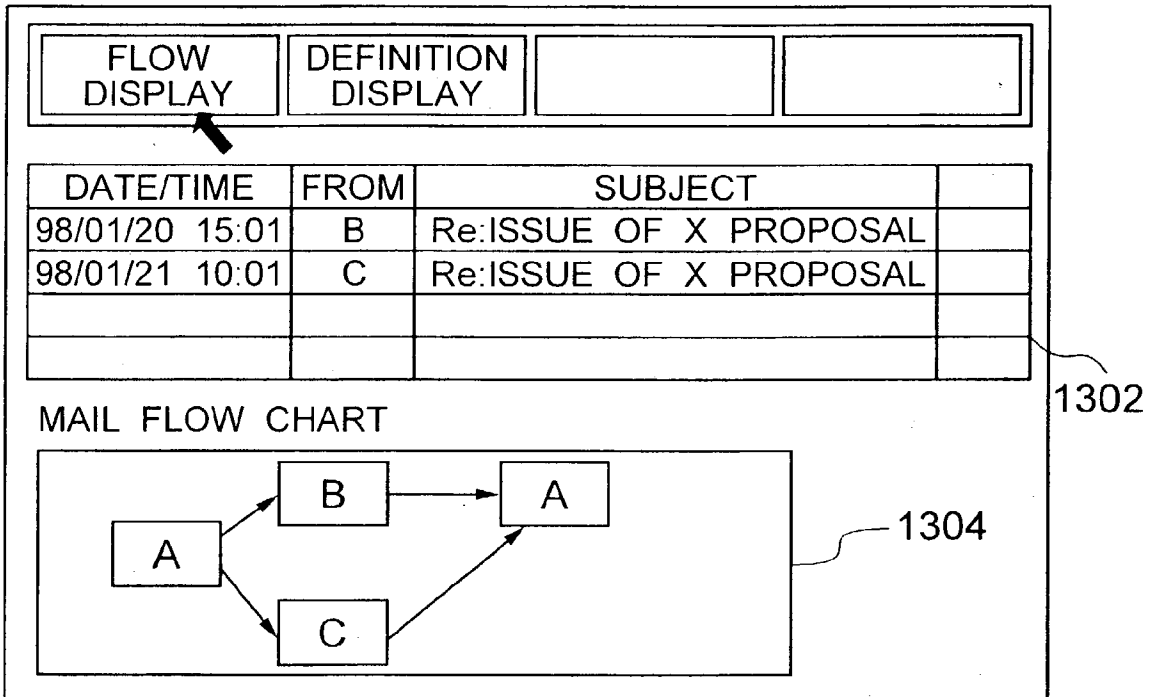 FLOW
DISPLAY
DEFINITION
DISPLAY
DATE/TIME FROM SUBJECT
98/01/20 15:01 B Re:ISSUE OF X PROPOSAL
98/01/21 10:01 C Re:ISSUE OF X PROPOSAL
1302
MAIL FLOW CHART
B A
1304
A
C